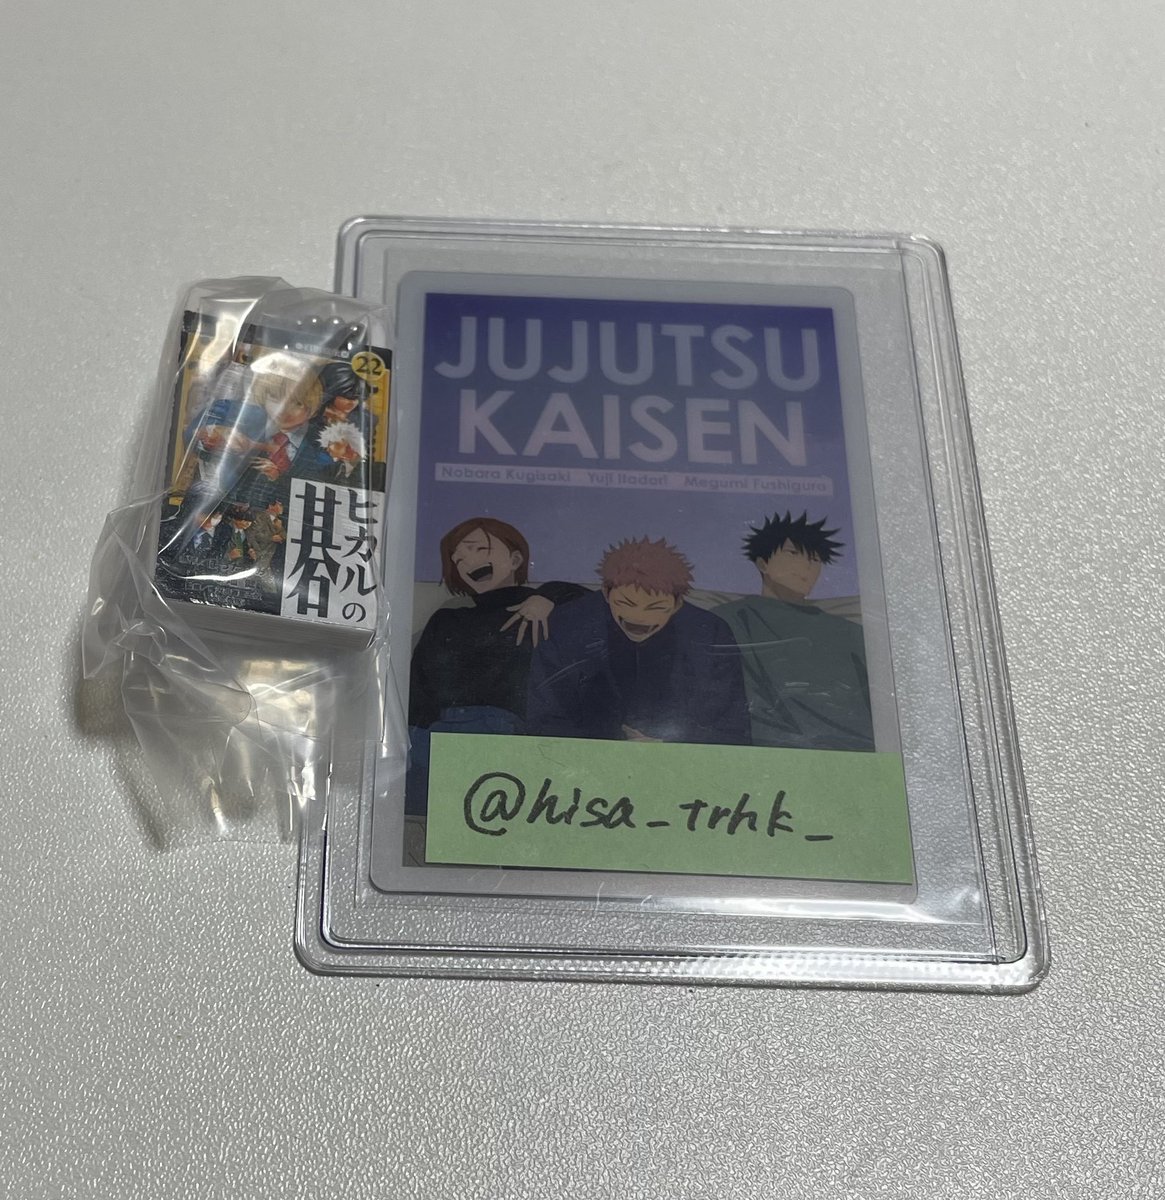 22
ヒカルの
碁
JUJUTSU
KAISEN
Nobara Kugisaki Yuji Itadori Megumi Fushiguro
@hisa_trhk_